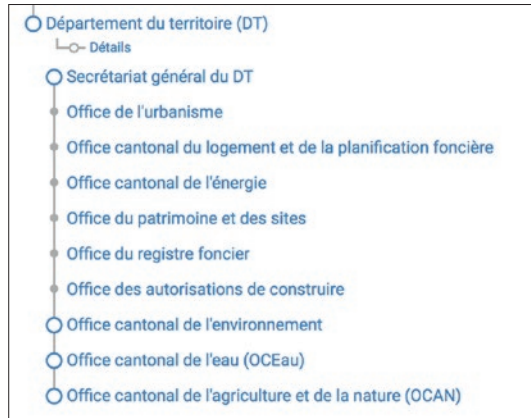 Département du territoire (DT)
Détails
Secrétariat général du DT
Office de l'urbanisme
Office cantonal du logement et de la planification foncière
Office cantonal de l'énergie
Office du patrimoine et des sites
Office du registre foncier
Office des autorisations de construire
Office cantonal de l'environnement
Office cantonal de l'eau (OCEau)
Office cantonal de l'agriculture et de la nature (OCAN)